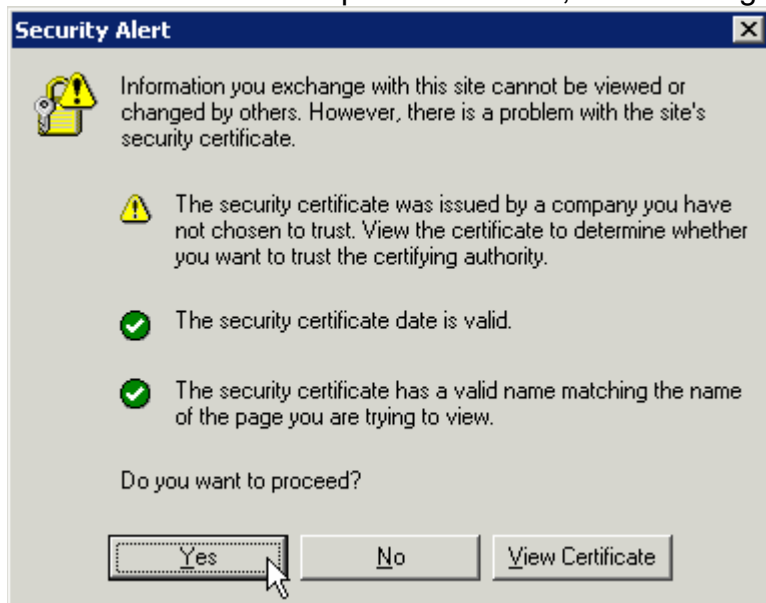 Security Alert
Information you exchange with this site cannot be viewed or
changed by others. However, there is a problem with the site's
security certificate.
The security certificate was issued by a company you have
not chosen to trust. View the certificate to determine whether
you want to trust the certifying authority.
The security certificate date is valid.
The security certificate has a valid name matching the name
of the page you are trying to view.
Do you want to proceed?
Yes No View Certificate